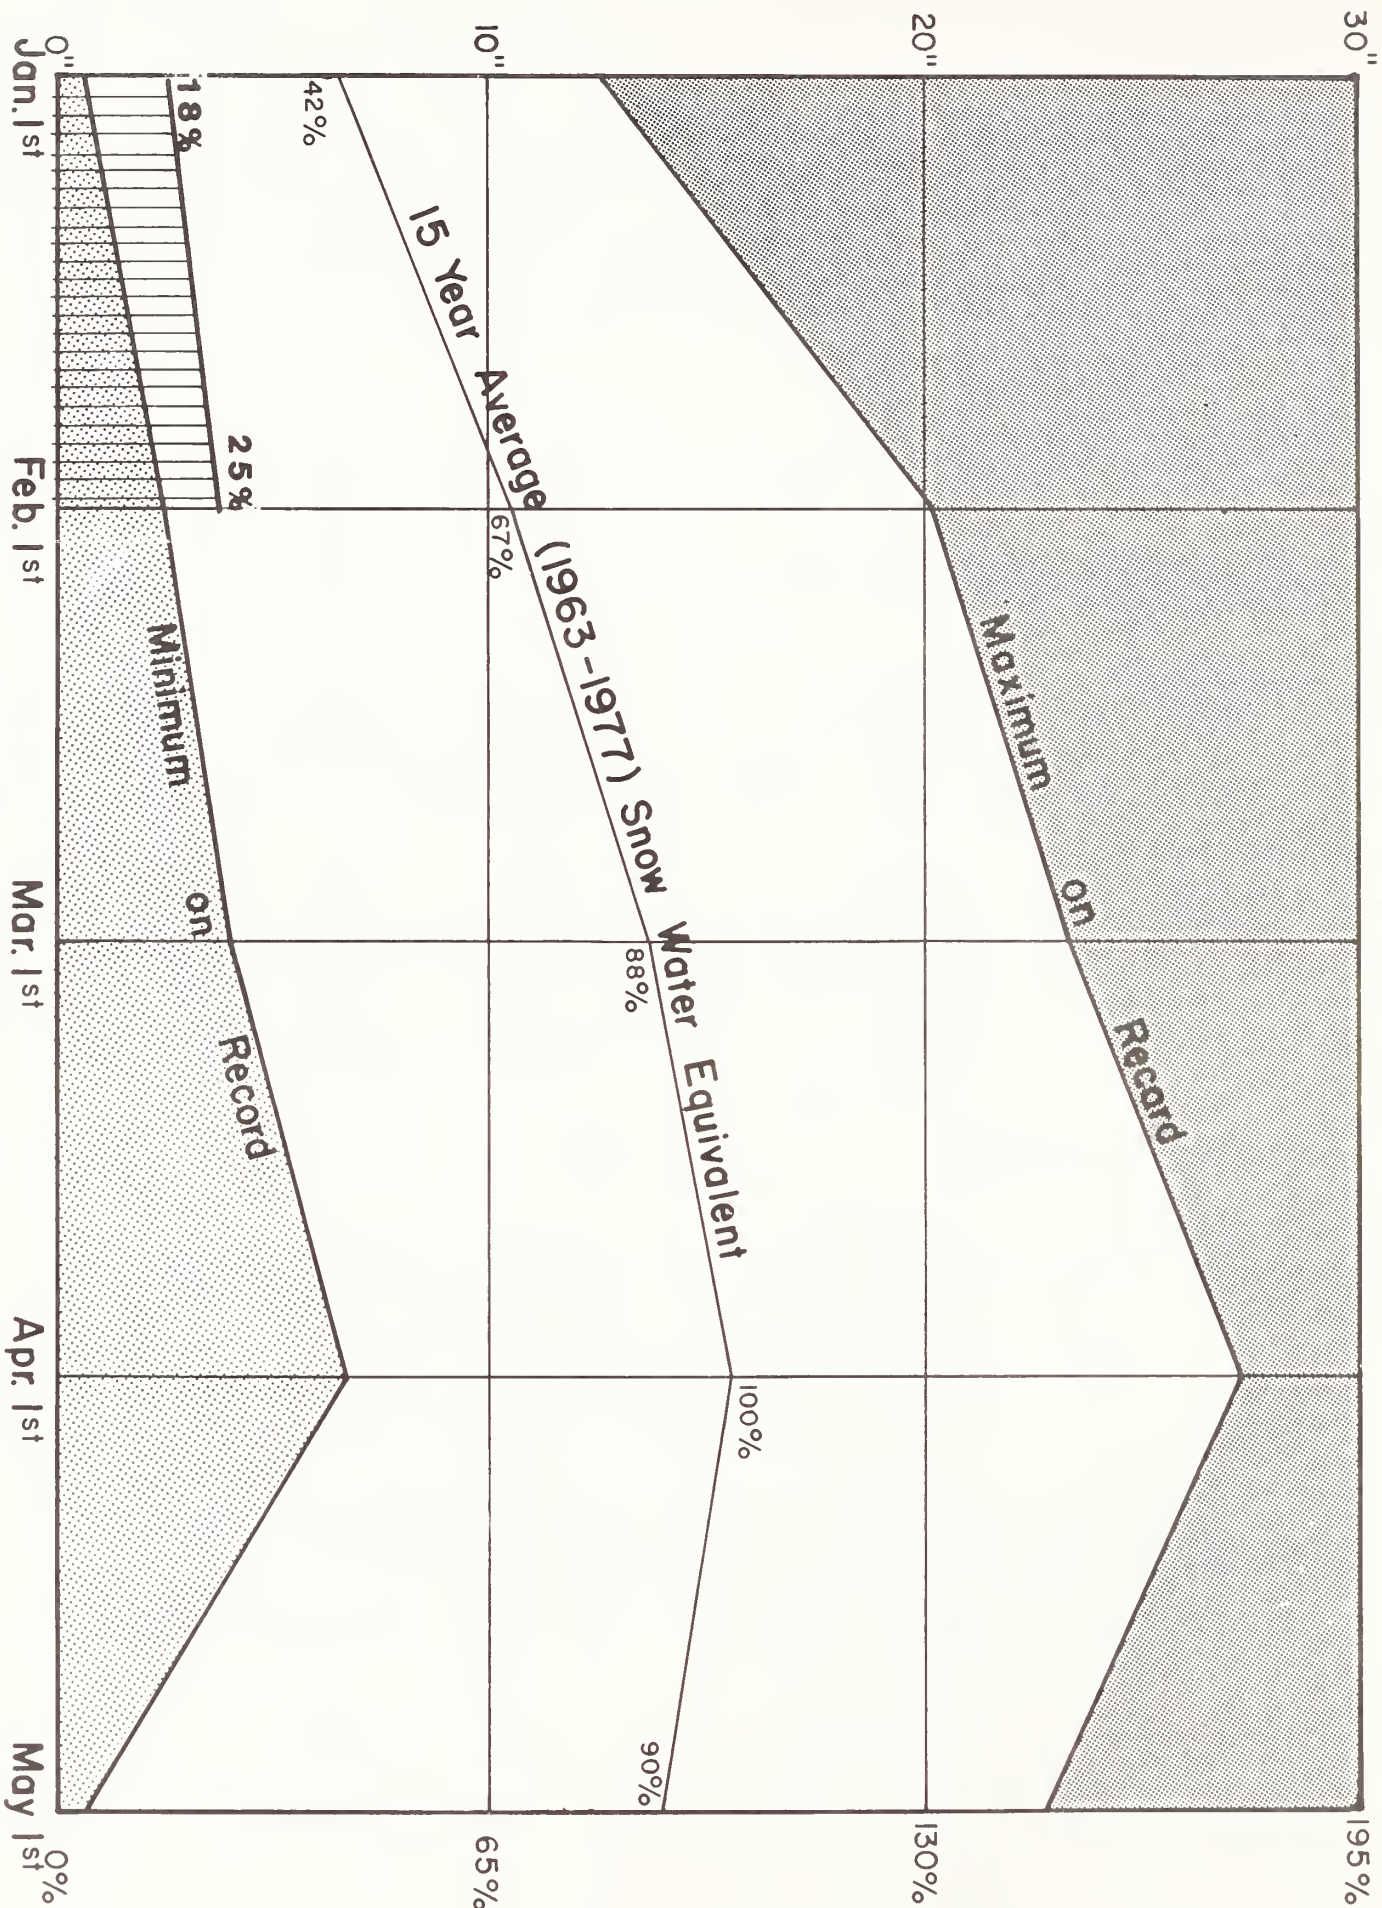 30"
20"
10"
0"
Maximum on Record
15 Year Average (1963-1977) Snow Water Equivalent
Minimum on Record
18%
25%
42%
67%
88%
100%
90%
195%
130%
65%
0%
Jan. 1st
Feb. 1st
Mar. 1st
Apr. 1st
May 1st